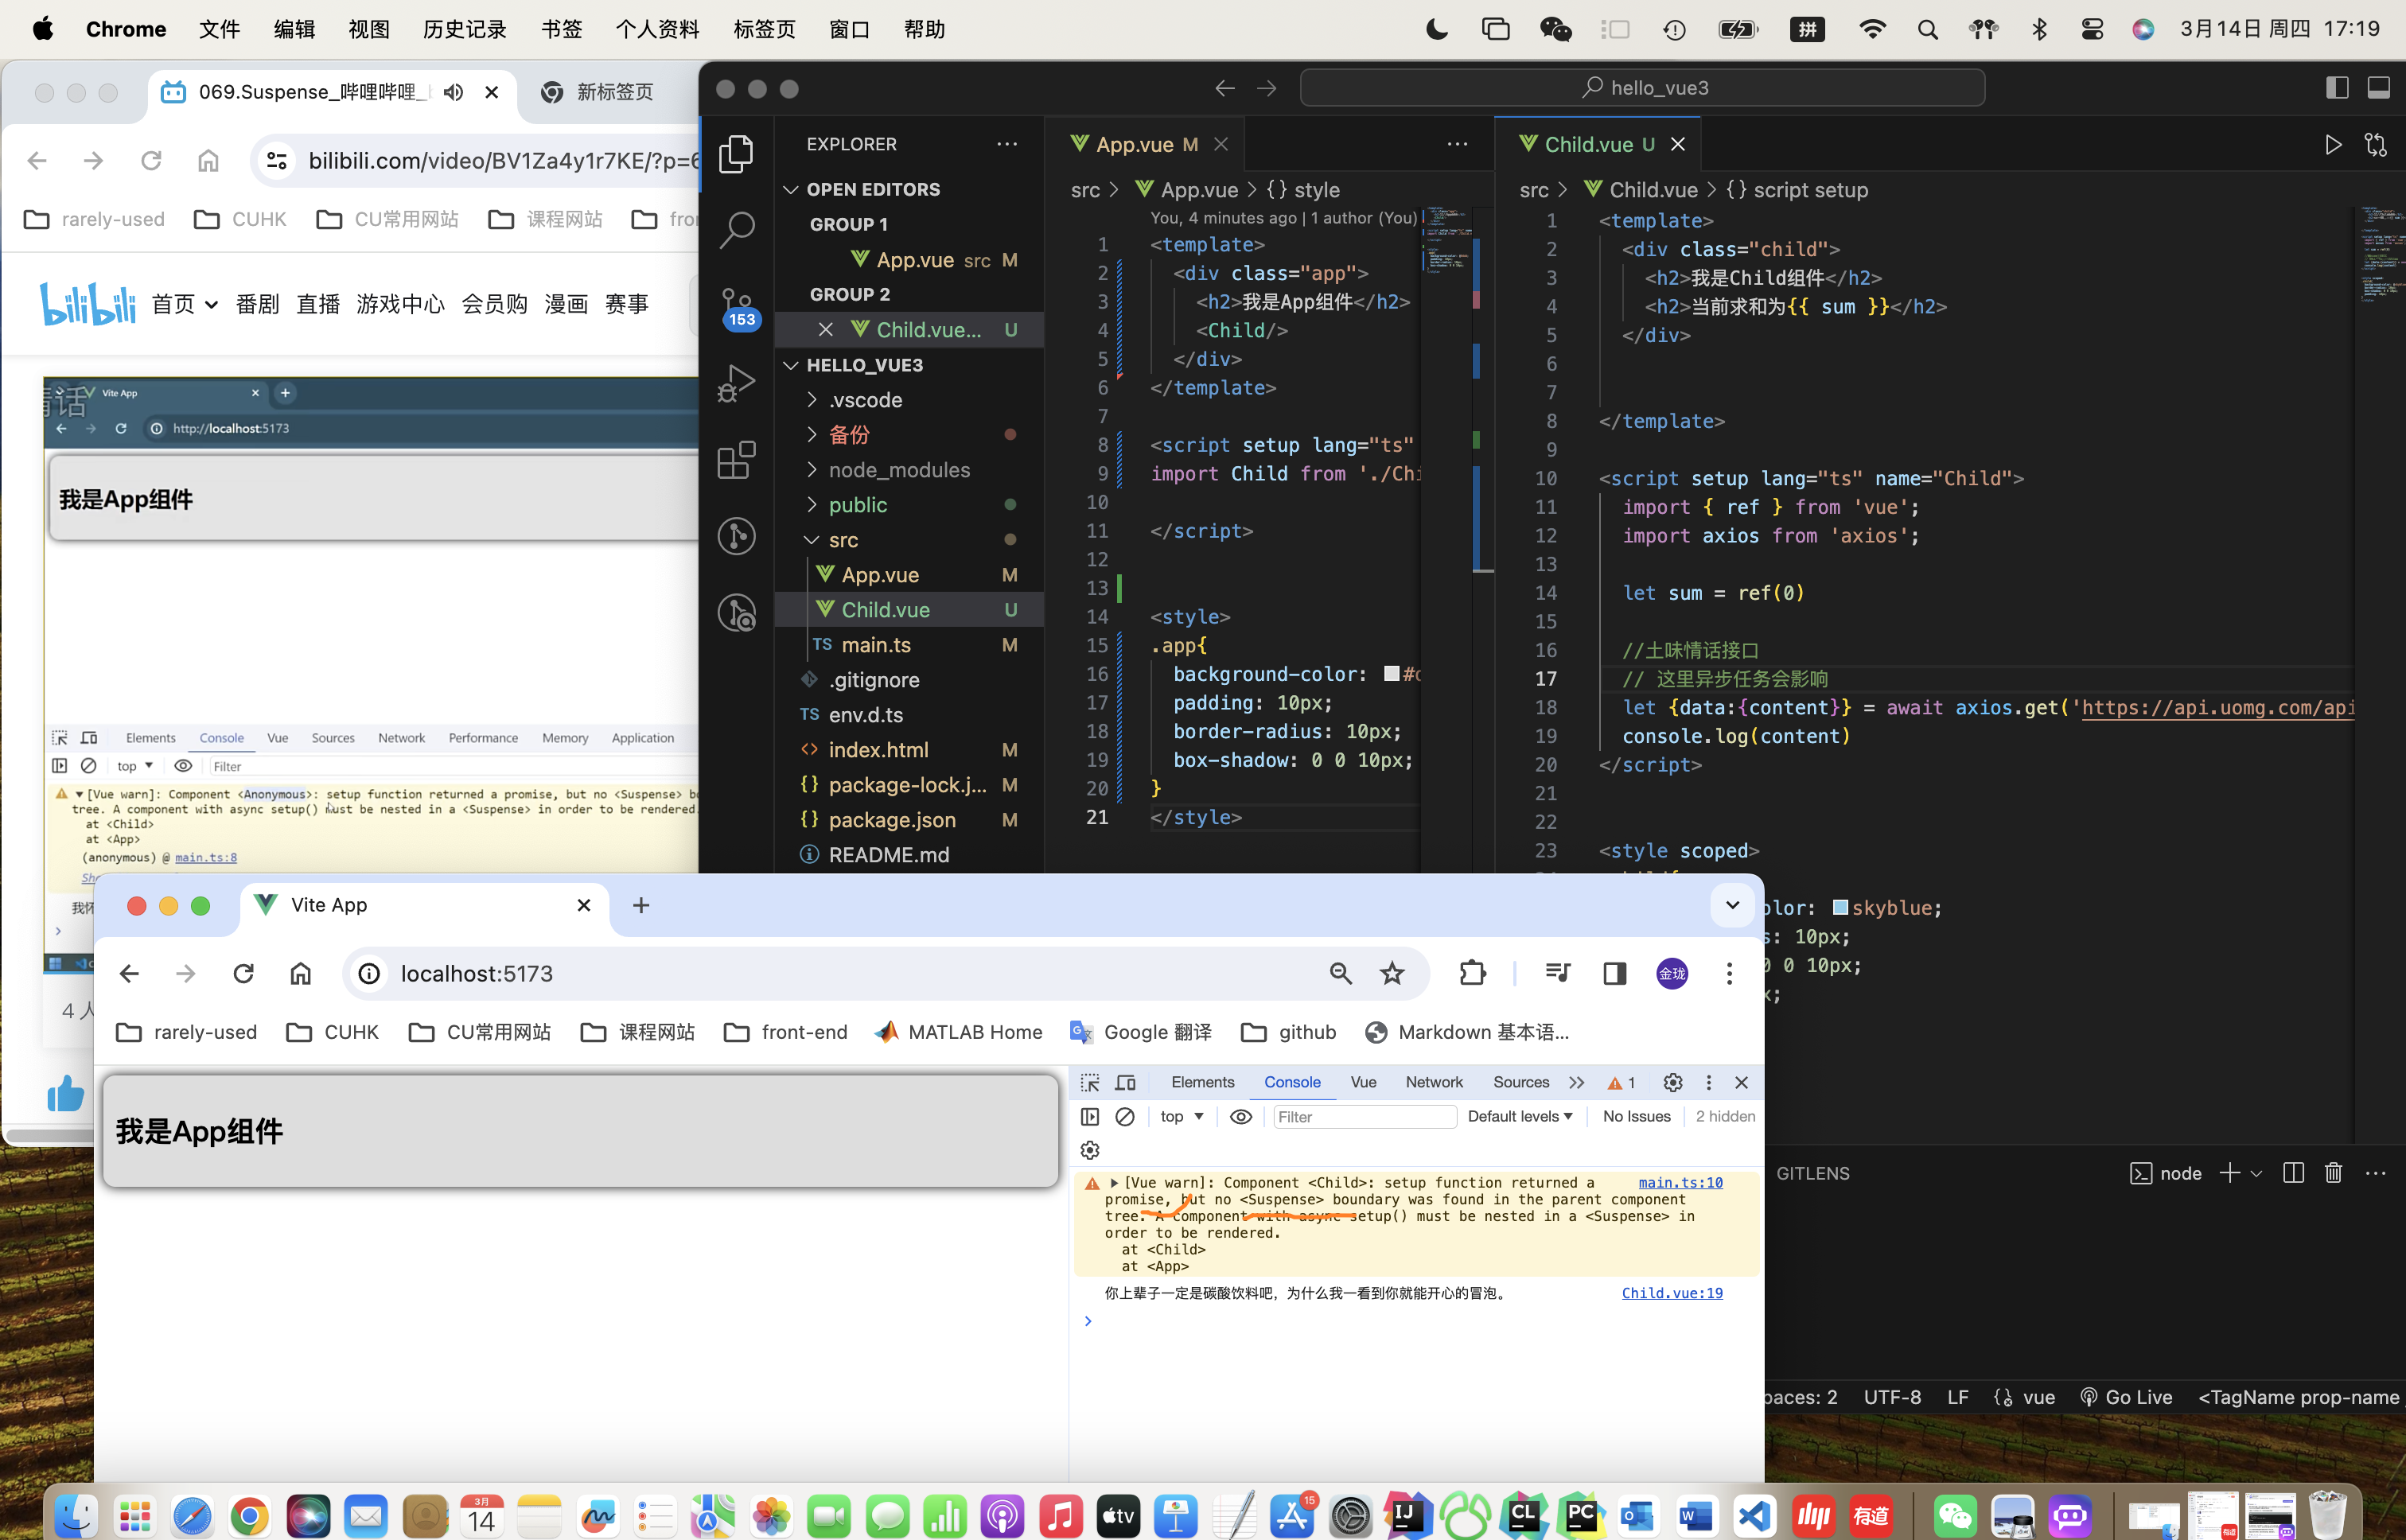 Chrome 文件 编辑 视图 历史记录 书签 个人资料 标签页 窗口 帮助 拼 3月14日 周四 17:19
069.Suspense_哔哩哔哩_ 新标签页
bilibili.com/video/BV1Za4y1r7KE/?p=6
rarely-used CUHK CU常用网站 课程网站 fro
bilibili 首页 番剧 直播 游戏中心 会员购 漫画 赛事
情话 Vite App
http://localhost:5173
我是App组件
Elements Console Vue Sources Network Performance Memory Application
top Filter
[Vue warn]: Component <Anonymous>: setup function returned a promise, but no <Suspense> bo
tree. A component with async setup() must be nested in a <Suspense> in order to be rendered.
at <Child>
at <App>
(anonymous) @ main.ts:8
我怀
4 人
hello_vue3
EXPLORER
OPEN EDITORS
GROUP 1
App.vue src M
GROUP 2
Child.vue... U
HELLO_VUE3
.vscode
备份
node_modules
public
src
App.vue M
Child.vue U
TS main.ts M
.gitignore
TS env.d.ts
index.html M
{} package-lock.j... M
{} package.json M
README.md
153
App.vue M
src > App.vue > {} style
You, 4 minutes ago | 1 author (You)
1 <template>
2 <div class="app">
3 <h2>我是App组件</h2>
4 <Child/>
5 </div>
6 </template>
7
8 <script setup lang="ts"
9 import Child from './Chi
10
11 </script>
12
13
14 <style>
15 .app{
16 background-color: #d
17 padding: 10px;
18 border-radius: 10px;
19 box-shadow: 0 0 10px;
20 }
21 </style>
Child.vue U
src > Child.vue > {} script setup
1 <template>
2 <div class="child">
3 <h2>我是Child组件</h2>
4 <h2>当前求和为{{ sum }}</h2>
5 </div>
6
7
8 </template>
9
10 <script setup lang="ts" name="Child">
11 import { ref } from 'vue';
12 import axios from 'axios';
13
14 let sum = ref(0)
15
16 //土味情话接口
17 // 这里异步任务会影响
18 let {data:{content}} = await axios.get('https://api.uomg.com/api
19 console.log(content)
20 </script>
21
22
23 <style scoped>
olor: skyblue;
s: 10px;
0 0 10px;
x;
GITLENS node
paces: 2 UTF-8 LF vue Go Live <TagName prop-name
Vite App
localhost:5173 金珑
rarely-used CUHK CU常用网站 课程网站 front-end MATLAB Home Google 翻译 github Markdown 基本语...
我是App组件
Elements Console Vue Network Sources 1
top Filter Default levels No Issues 2 hidden
[Vue warn]: Component <Child>: setup function returned a main.ts:10
promise, but no <Suspense> boundary was found in the parent component
tree. A component with async setup() must be nested in a <Suspense> in
order to be rendered.
at <Child>
at <App>
你上辈子一定是碳酸饮料吧，为什么我一看到你就能开心的冒泡。 Child.vue:19
3月 14 tv 15 IJ CL PC 有道